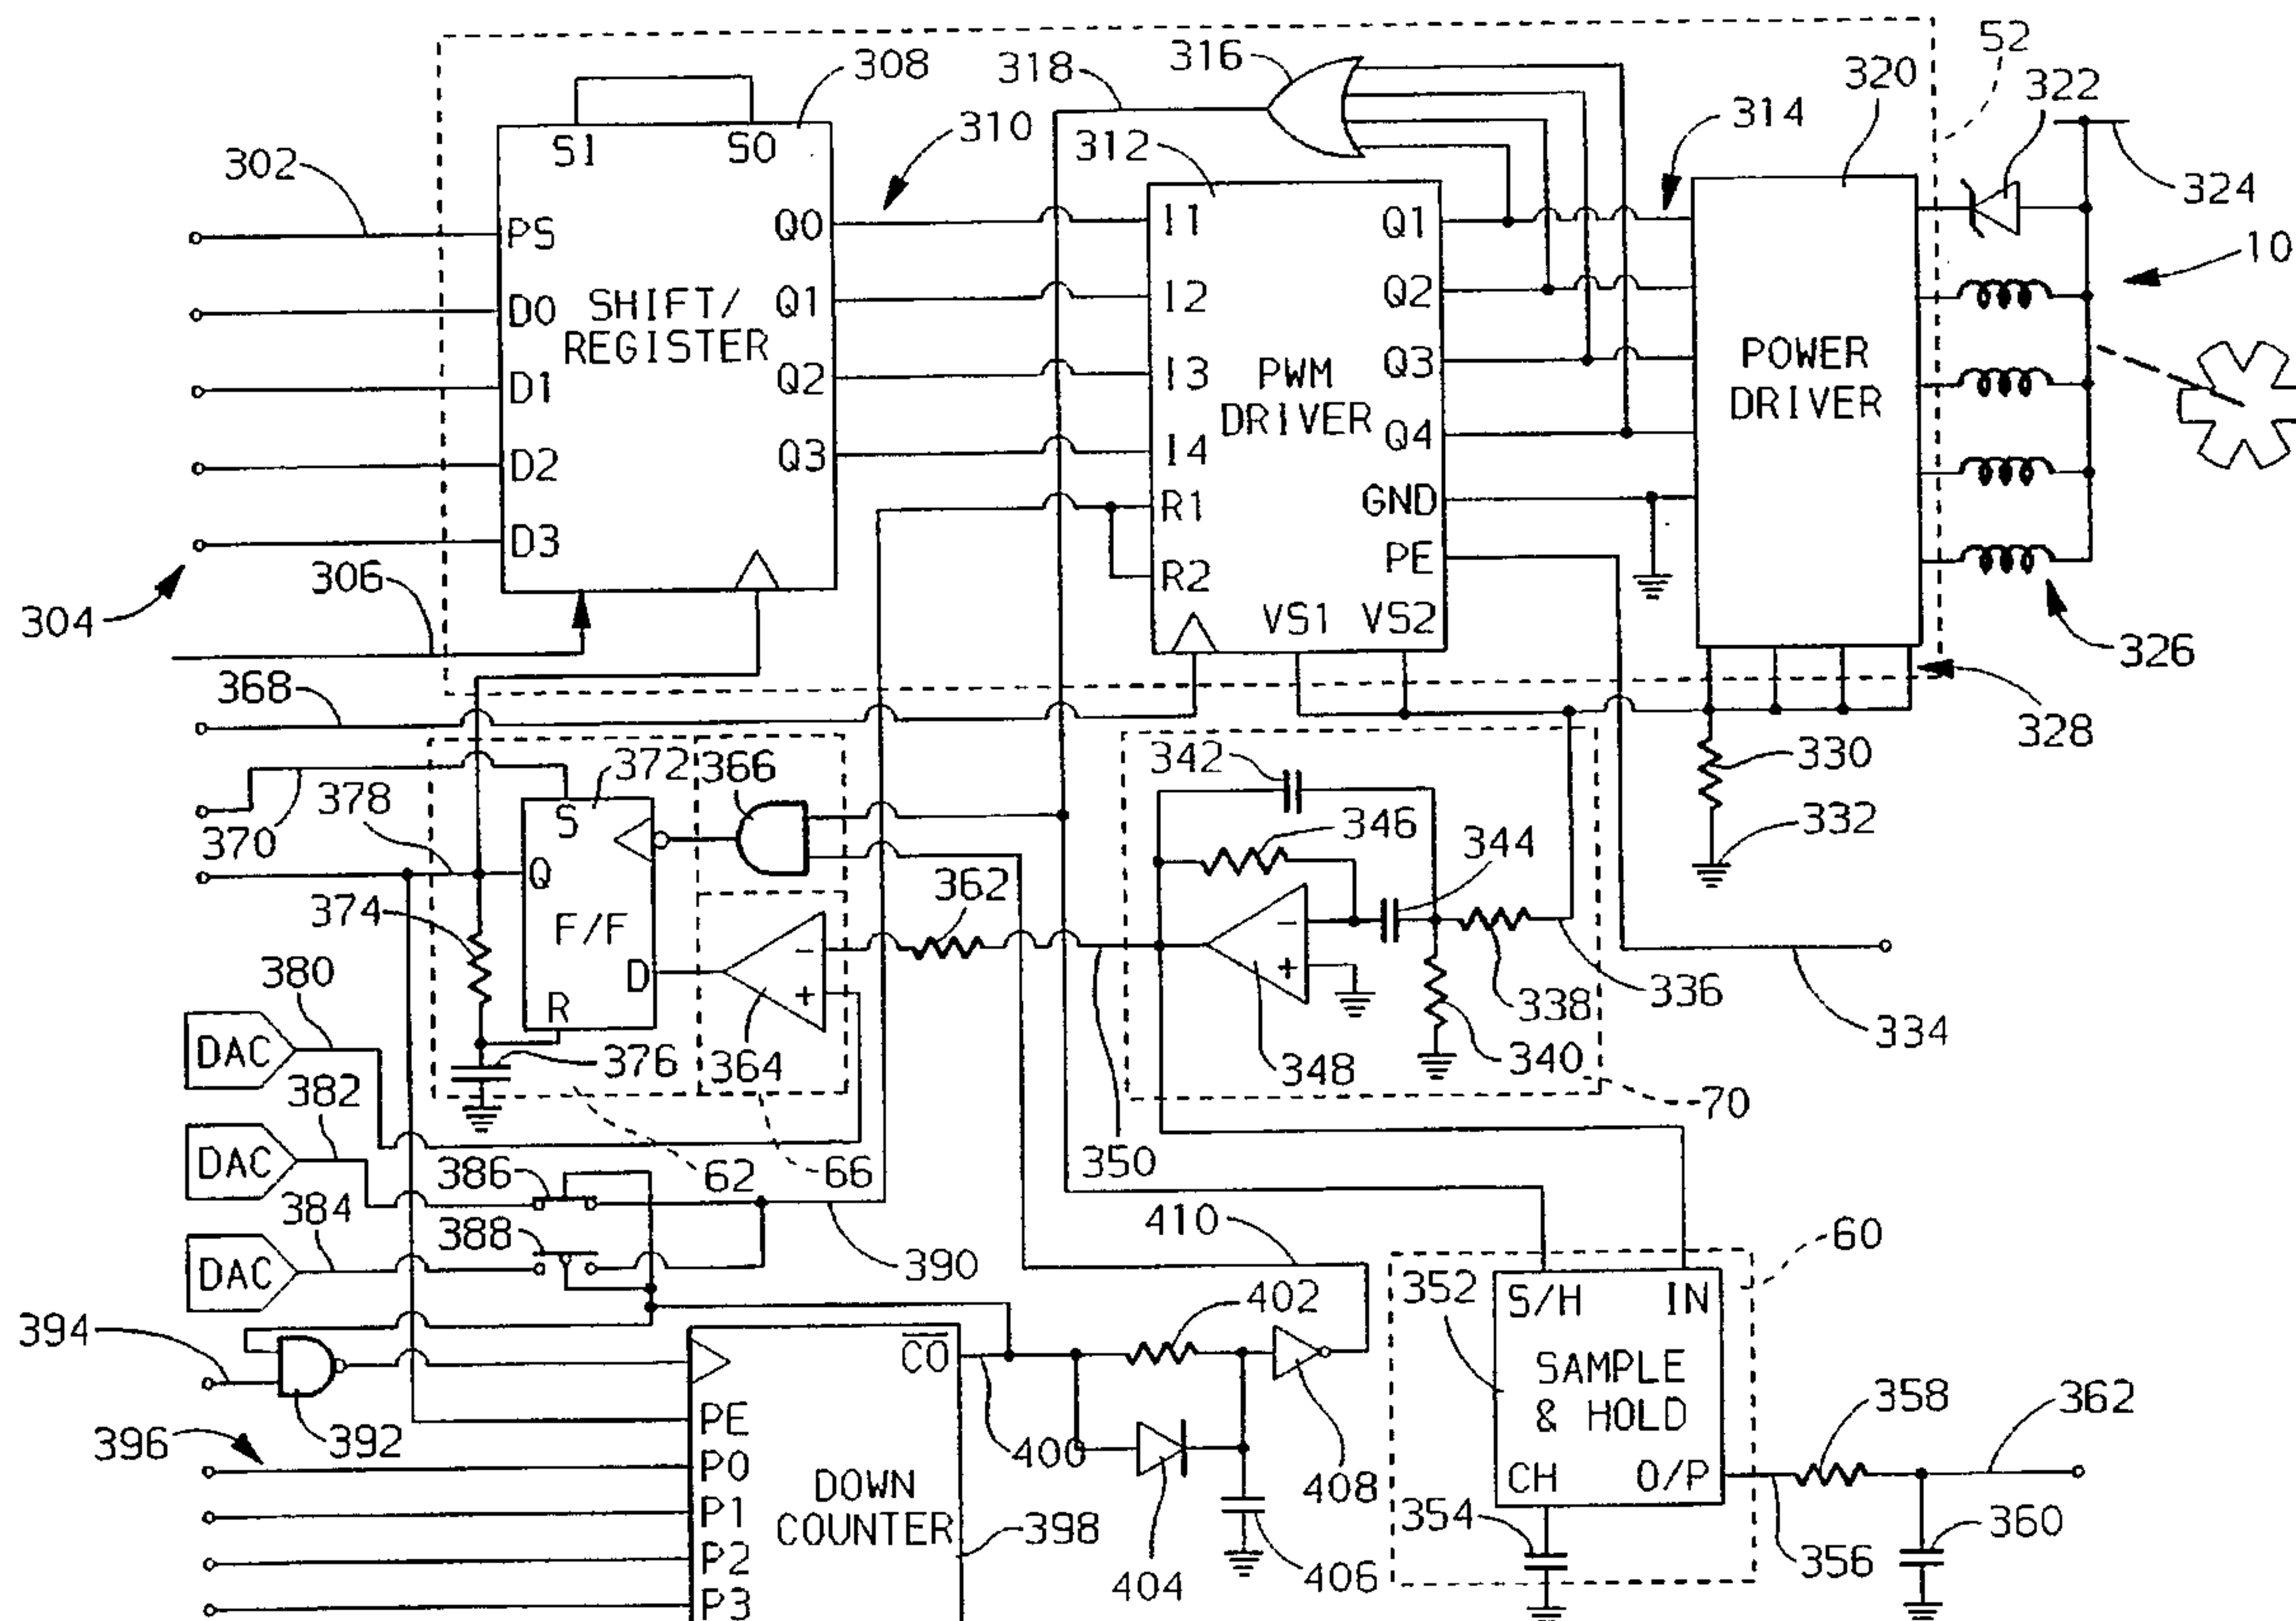 52
308
318
316
320
322
S1
S0
310
312
314
302
324
PS
Q0
I1
Q1
10
D0
SHIFT/
REGISTER
Q1
I2
Q2
D1
Q2
I3
PWM
DRIVER
Q3
POWER
DRIVER
D2
Q3
I4
Q4
R1
GND
D3
306
R2
PE
304
VS1
VS2
326
368
328
372
366
342
330
378
S
346
332
370
Q
344
374
362
F/F
-
-
380
D
+
+
338
336
R
334
DAC
376
364
348
340
382
70
DAC
386
62
66
350
384
410
60
DAC
388
390
352
S/H
IN
394
402
CO
SAMPLE
& HOLD
358
362
392
PE
396
400
P0
CH
O/P
DOWN
COUNTER
408
354
P1
398
360
P2
404
406
356
P3